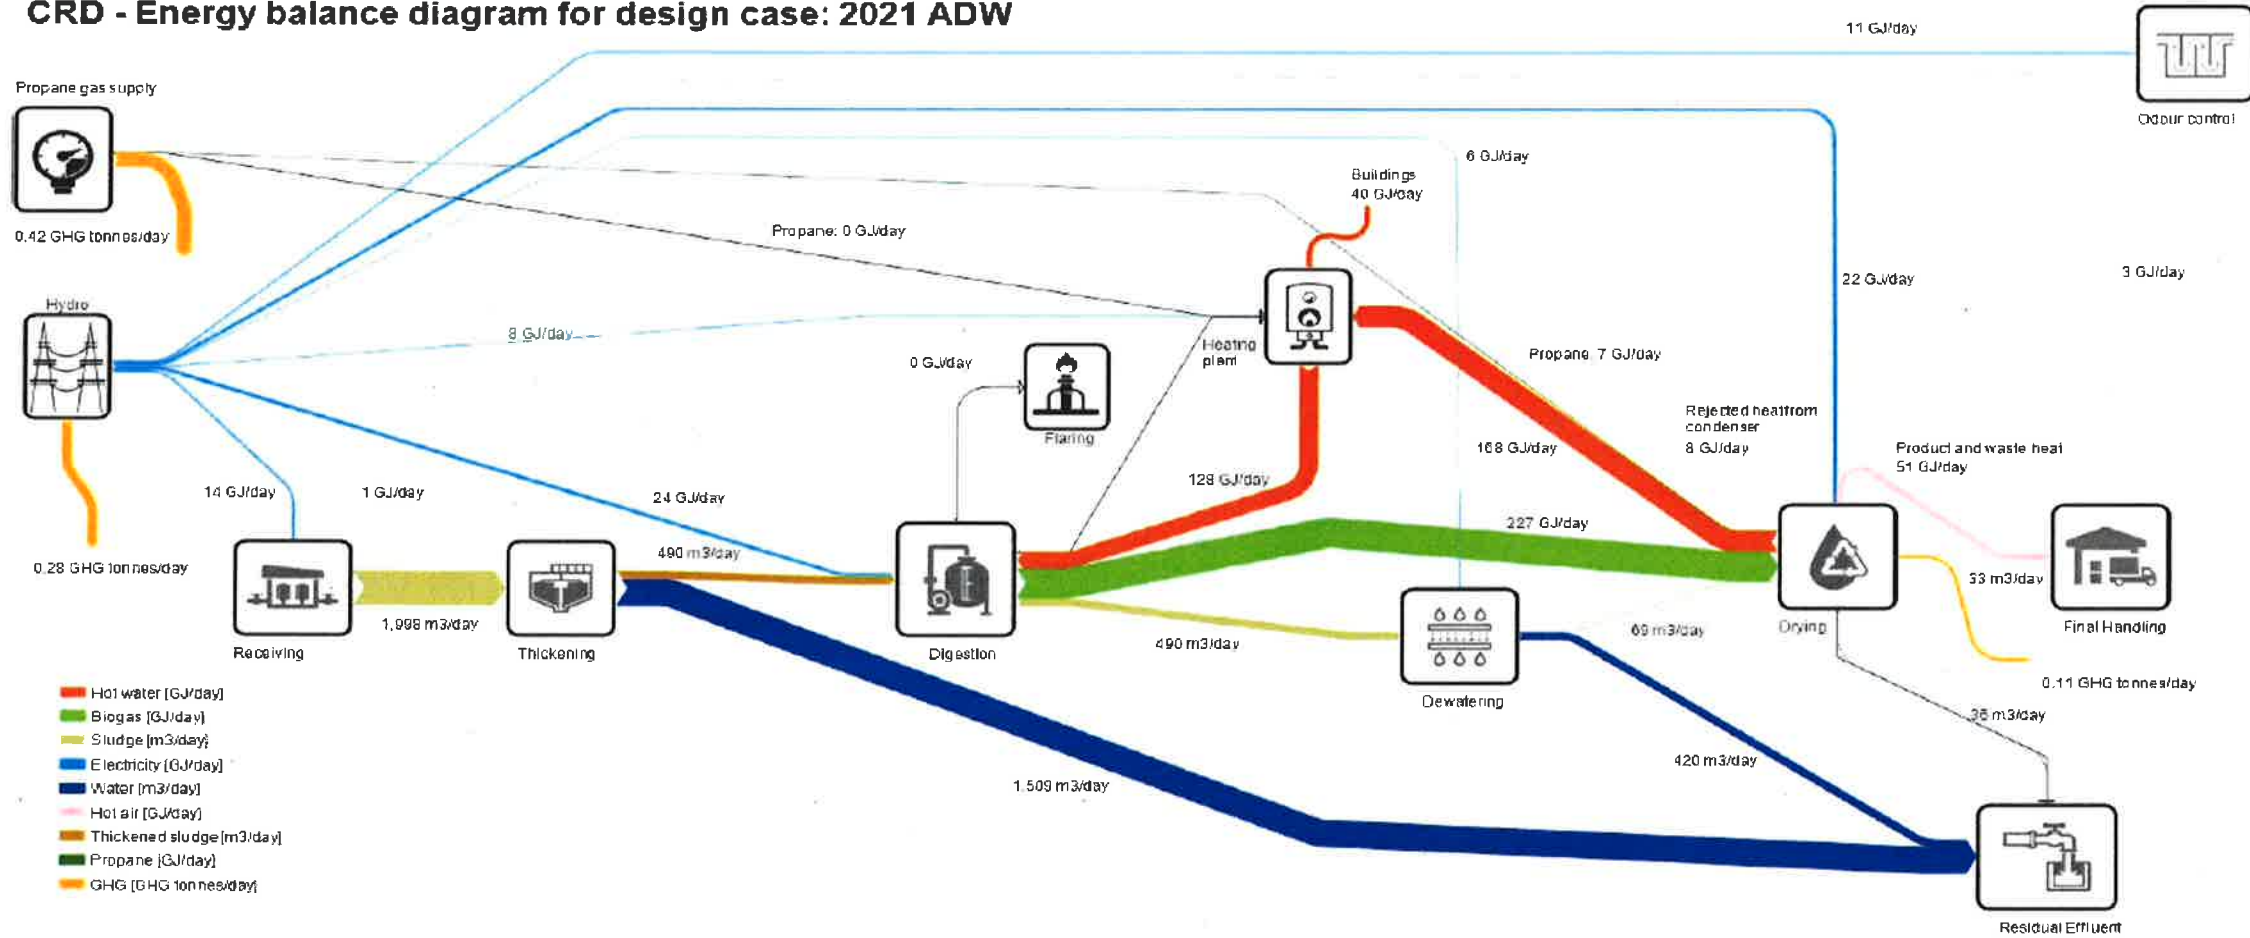 CRD - Energy balance diagram for design case: 2021 ADW
11 GJ/day
Odour control
Propane gas supply
0.42 GHG tonnes/day
6 GJ/day
Buildings
40 GJ/day
Propane: 0 GJ/day
22 GJ/day
3 GJ/day
Hydro
8 GJ/day
0 GJ/day
Heating
plant
Flaring
Propane: 7 GJ/day
Rejected heatfrom
condenser
8 GJ/day
168 GJ/day
Product and waste heat
51 GJ/day
128 GJ/day
14 GJ/day
1 GJ/day
24 GJ/day
227 GJ/day
490 m3/day
0.28 GHG tonnes/day
33 m3/day
1,998 m3/day
490 m3/day
69 m3/day
Receiving
Thickening
Digestion
Drying
Final Handling
Dewatering
0.11 GHG tonnes/day
36 m3/day
420 m3/day
1,509 m3/day
Residual Effluent
Hot water [GJ/day]
Biogas [GJ/day]
Sludge [m3/day]
Electricity [GJ/day]
Water [m3/day]
Hot air [GJ/day]
Thickened sludge [m3/day]
Propane [GJ/day]
GHG [GHG tonnes/day]